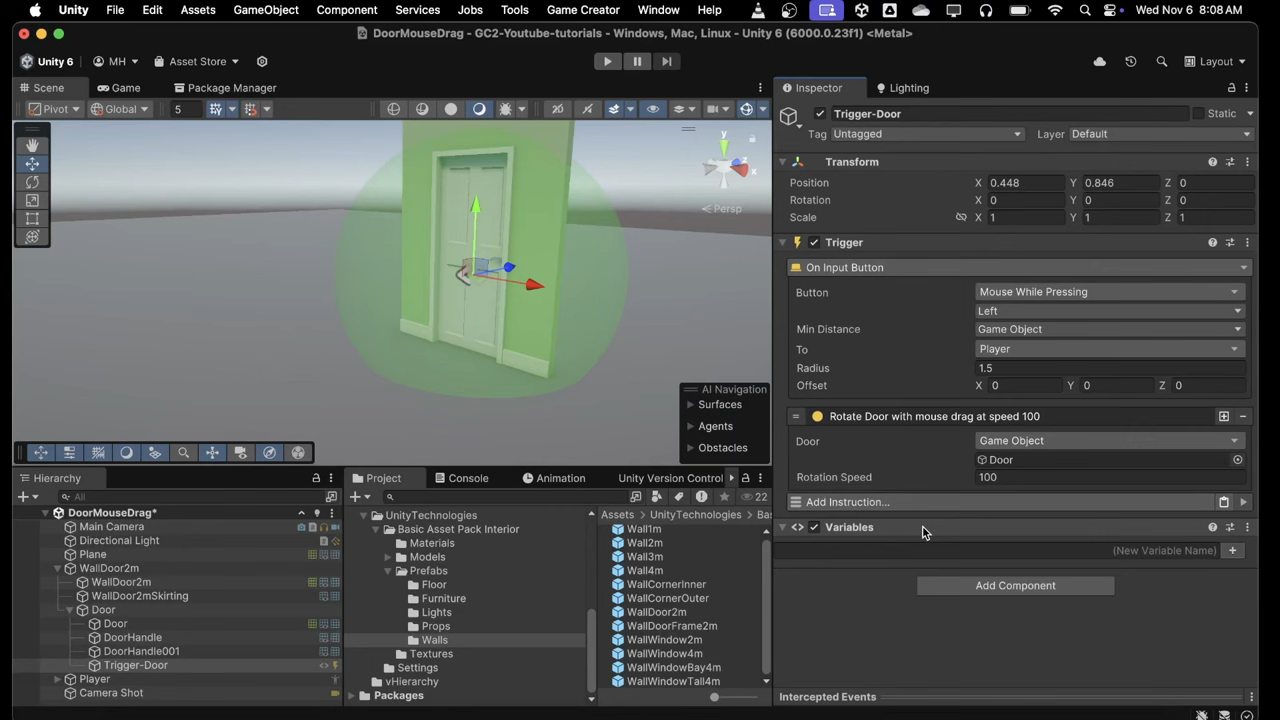 Unity File Edit Assets GameObject Component Services Jobs Tools Game Creator Window Help Wed Nov 6 8:08 AM
DoorMouseDrag - GC2-Youtube-tutorials - Windows, Mac, Linux - Unity 6 (6000.0.23f1) <Metal>
Unity 6 MH Asset Store Layout
Scene Game Package Manager
Pivot Global 5 2D
y
z
x
Persp
AI Navigation
Surfaces
Agents
Obstacles
Inspector Lighting
Trigger-Door Static
Tag Untagged Layer Default
Transform
Position X 0.448 Y 0.846 Z 0
Rotation X 0 Y 0 Z 0
Scale X 1 Y 1 Z 1
Trigger
On Input Button
Button Mouse While Pressing
Left
Min Distance Game Object
To Player
Radius 1.5
Offset X 0 Y 0 Z 0
Rotate Door with mouse drag at speed 100
Door Game Object
Door
Rotation Speed 100
Add Instruction...
Variables
(New Variable Name)
Add Component
Intercepted Events
Hierarchy
All
DoorMouseDrag*
Main Camera
Directional Light
Plane
WallDoor2m
WallDoor2m
WallDoor2mSkirting
Door
Door
DoorHandle
DoorHandle001
Trigger-Door
Player
Camera Shot
Project Console Animation Unity Version Control
22
UnityTechnologies
Basic Asset Pack Interior
Materials
Models
Prefabs
Floor
Furniture
Lights
Props
Walls
Textures
Settings
vHierarchy
Packages
Assets UnityTechnologies Ba
Wall1m
Wall2m
Wall3m
Wall4m
WallCornerInner
WallCornerOuter
WallDoor2m
WallDoorFrame2m
WallWindow2m
WallWindow4m
WallWindowBay4m
WallWindowTall4m